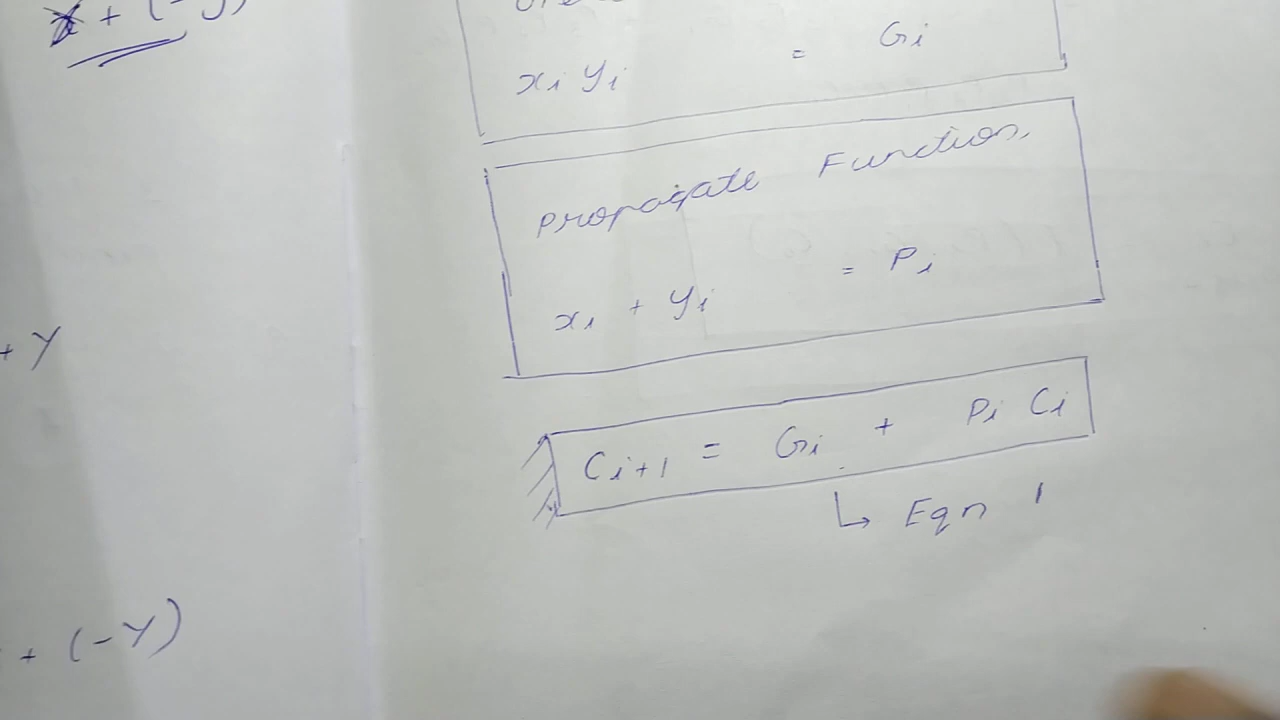 + (-y)
xi yi = Gi
Propagate Function
xi + yi = Pi
Ci+1 = Gi + Pi Ci
↳ Eqn 1
+ Y
+ (-Y)